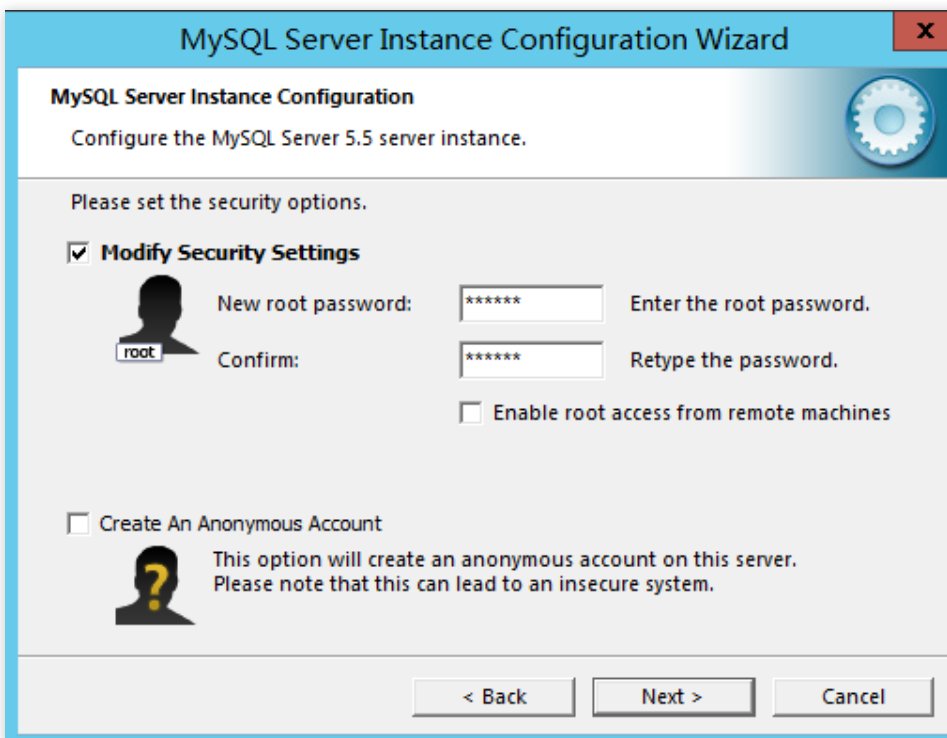 MySQL Server Instance Configuration Wizard
x
MySQL Server Instance Configuration
Configure the MySQL Server 5.5 server instance.
Please set the security options.
Modify Security Settings
New root password: ****** Enter the root password.
root
Confirm: ****** Retype the password.
Enable root access from remote machines
Create An Anonymous Account
?
This option will create an anonymous account on this server.
Please note that this can lead to an insecure system.
< Back Next > Cancel